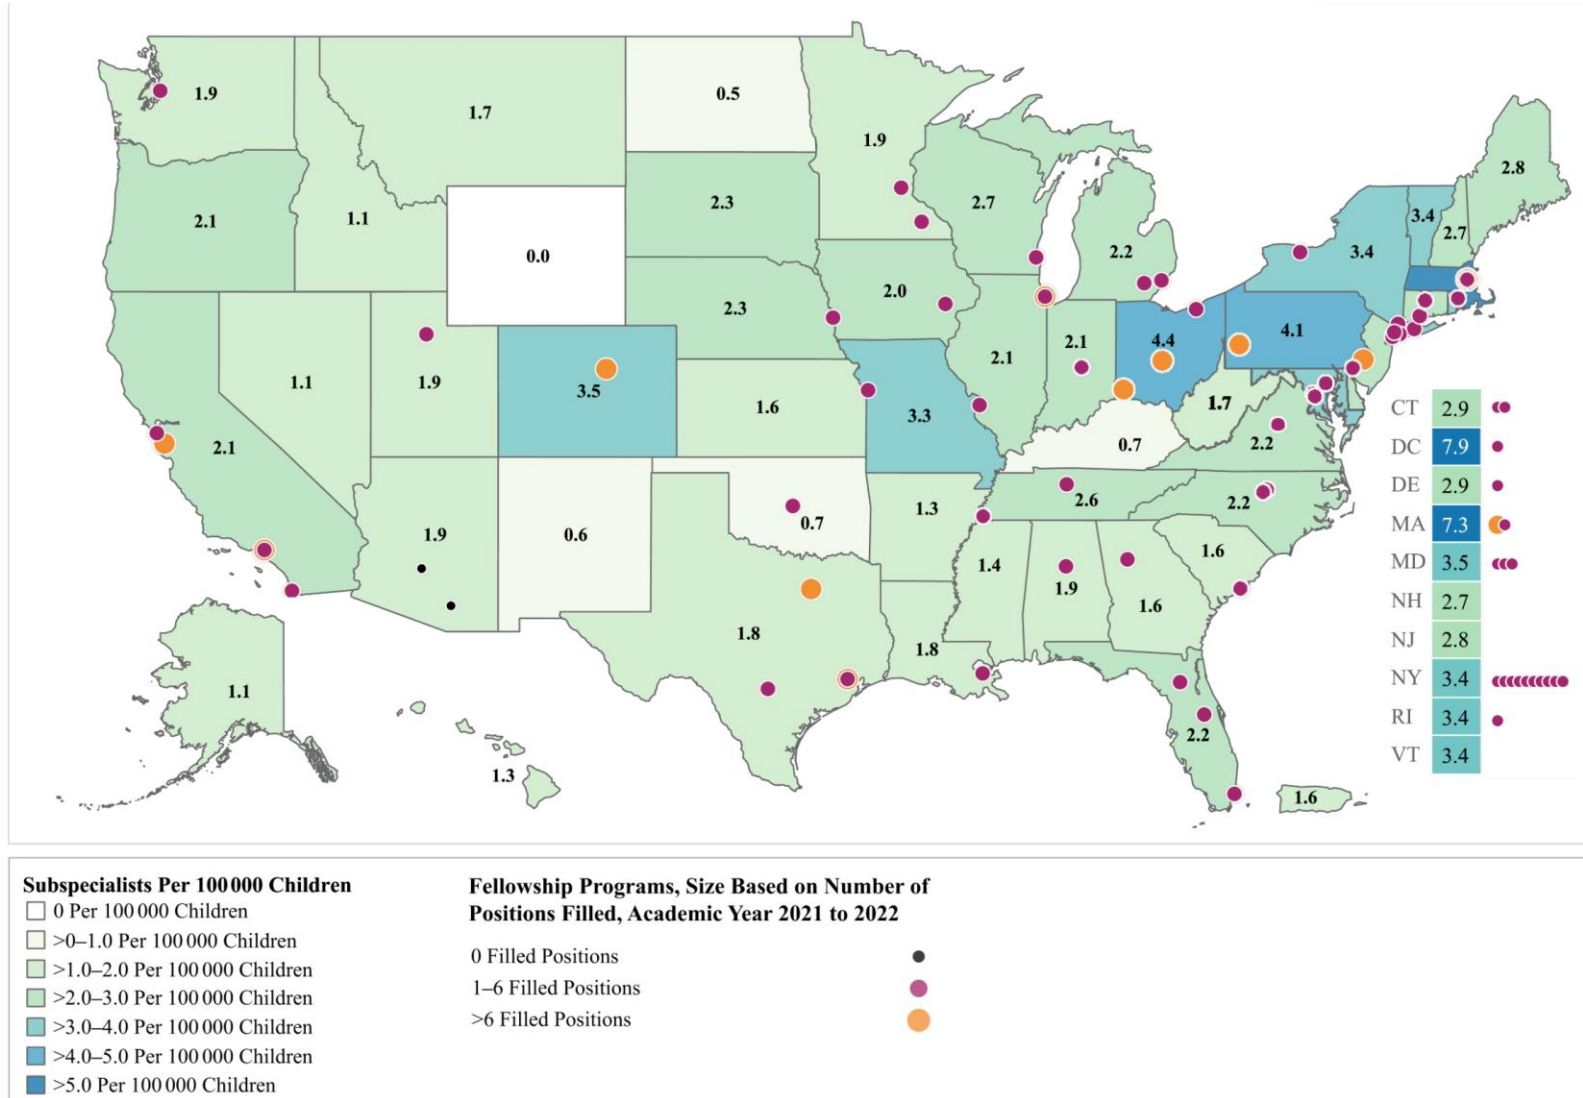 1.9
1.7
0.5
1.9
2.1
1.1
0.0
2.3
2.7
2.2
3.4
3.4
2.7
2.8
2.3
2.0
2.1
2.1
4.4
4.1
2.1
1.1
1.9
3.5
1.6
3.3
0.7
1.7
2.2
1.9
0.6
0.7
1.3
2.6
2.2
1.8
1.8
1.4
1.9
1.6
1.6
2.2
1.1
1.3
1.6
CT 2.9
DC 7.9
DE 2.9
MA 7.3
MD 3.5
NH 2.7
NJ 2.8
NY 3.4
RI 3.4
VT 3.4
Subspecialists Per 100 000 Children
0 Per 100 000 Children
>0–1.0 Per 100 000 Children
>1.0–2.0 Per 100 000 Children
>2.0–3.0 Per 100 000 Children
>3.0–4.0 Per 100 000 Children
>4.0–5.0 Per 100 000 Children
>5.0 Per 100 000 Children
Fellowship Programs, Size Based on Number of
Positions Filled, Academic Year 2021 to 2022
0 Filled Positions
1–6 Filled Positions
>6 Filled Positions